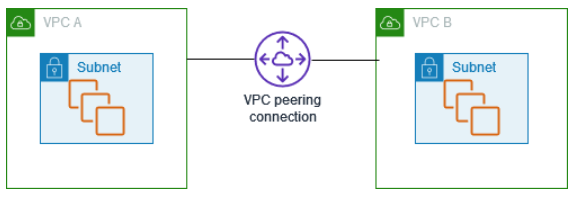 VPC A
Subnet
VPC peering
connection
VPC B
Subnet